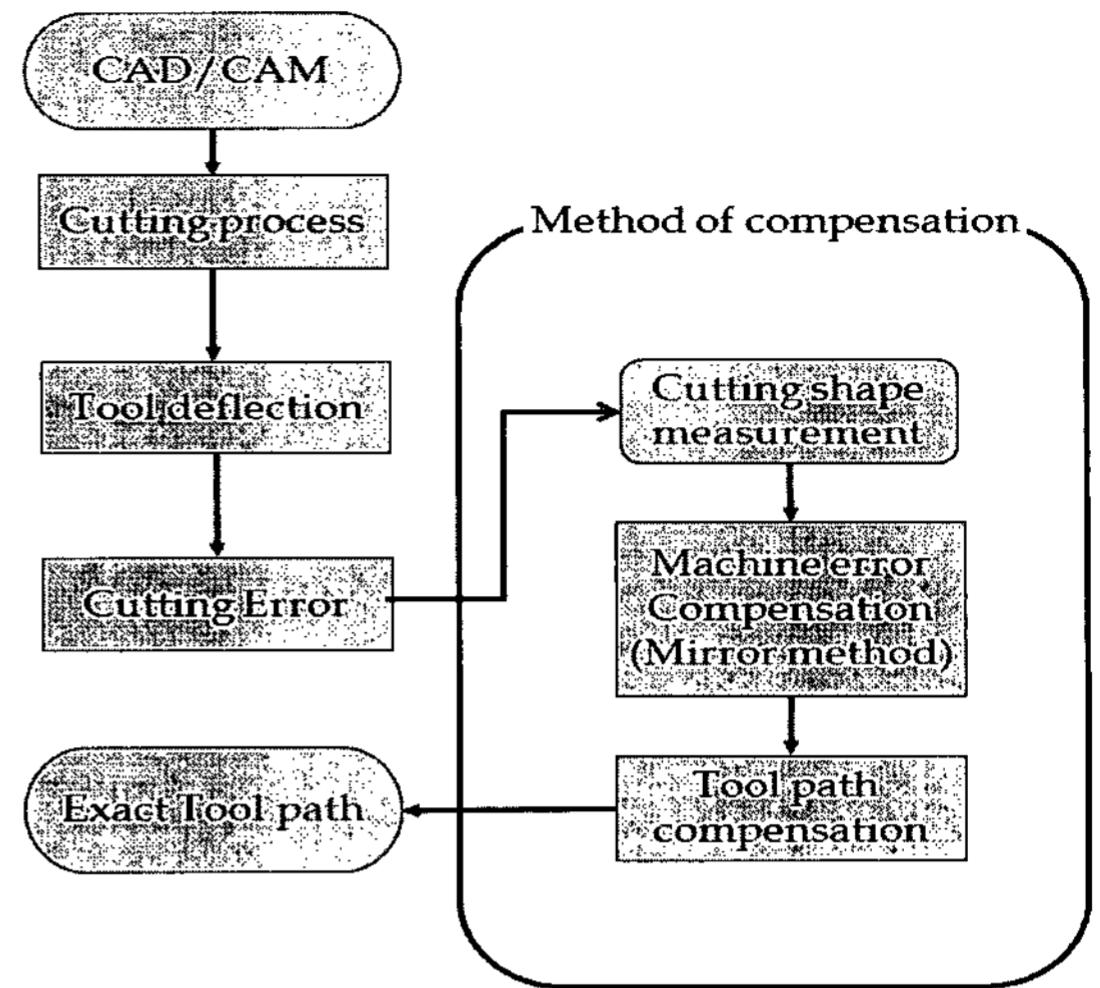 CAD/CAM
Cutting process
Tool deflection
Cutting Error
Exact Tool path
Method of compensation
Cutting shape
measurement
Machine error
Compensation
(Mirror method)
Tool path
compensation